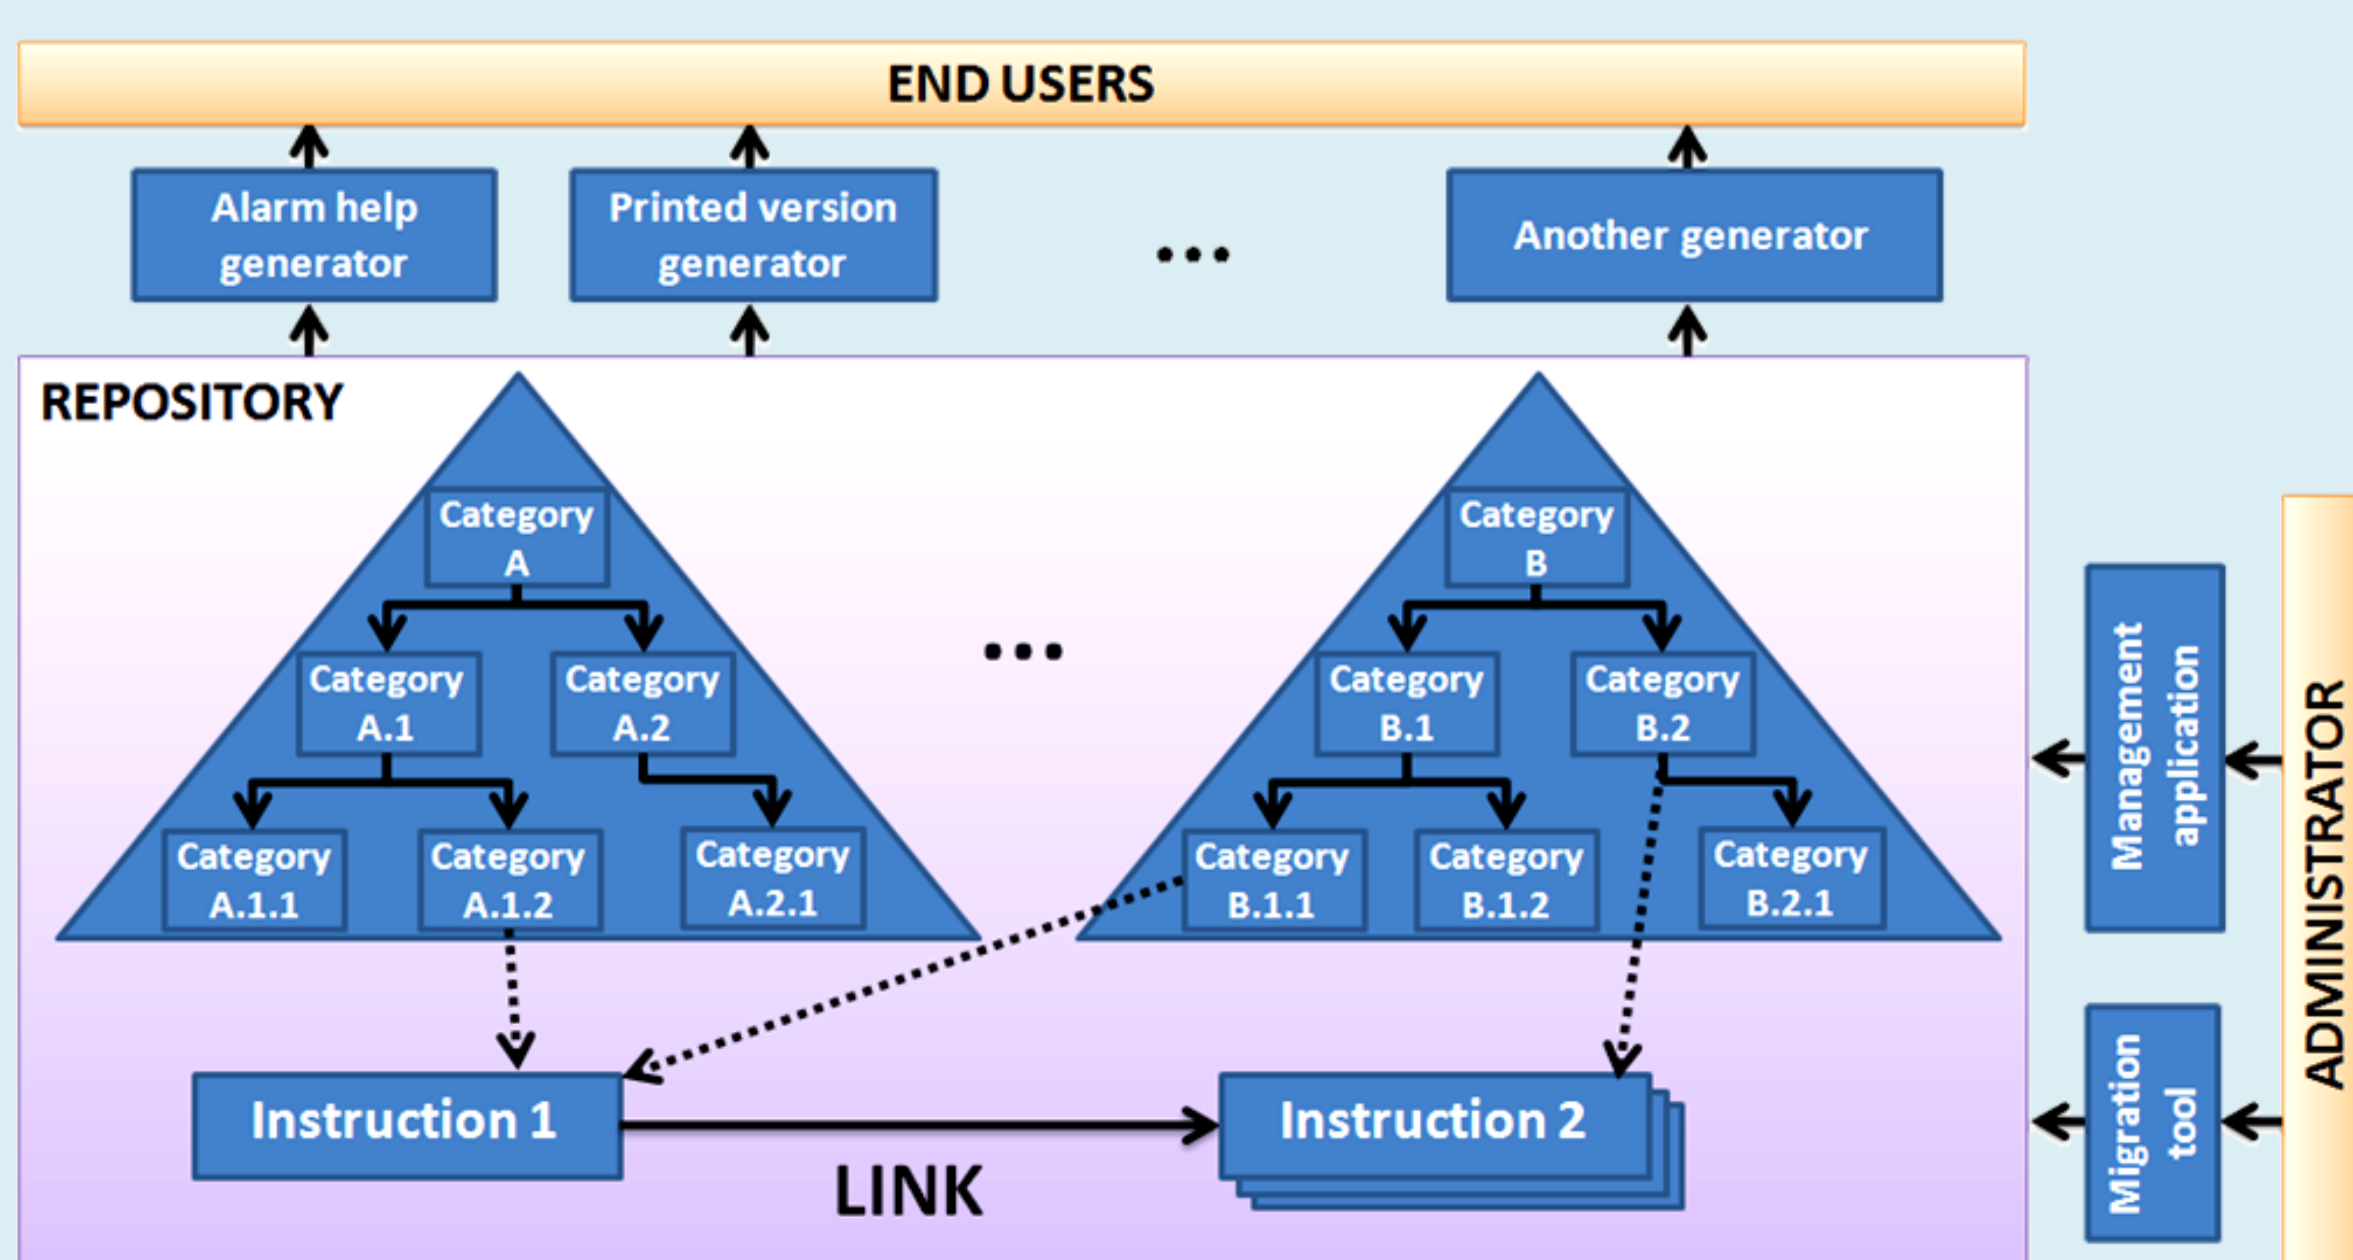 END USERS
Alarm help
generator
Printed version
generator
...
Another generator
REPOSITORY
Category
A
Category
A.1
Category
A.2
Category
A.1.1
Category
A.1.2
Category
A.2.1
...
Category
B
Category
B.1
Category
B.2
Category
B.1.1
Category
B.1.2
Category
B.2.1
Instruction 1
LINK
Instruction 2
Management
application
Migration
tool
ADMINISTRATOR